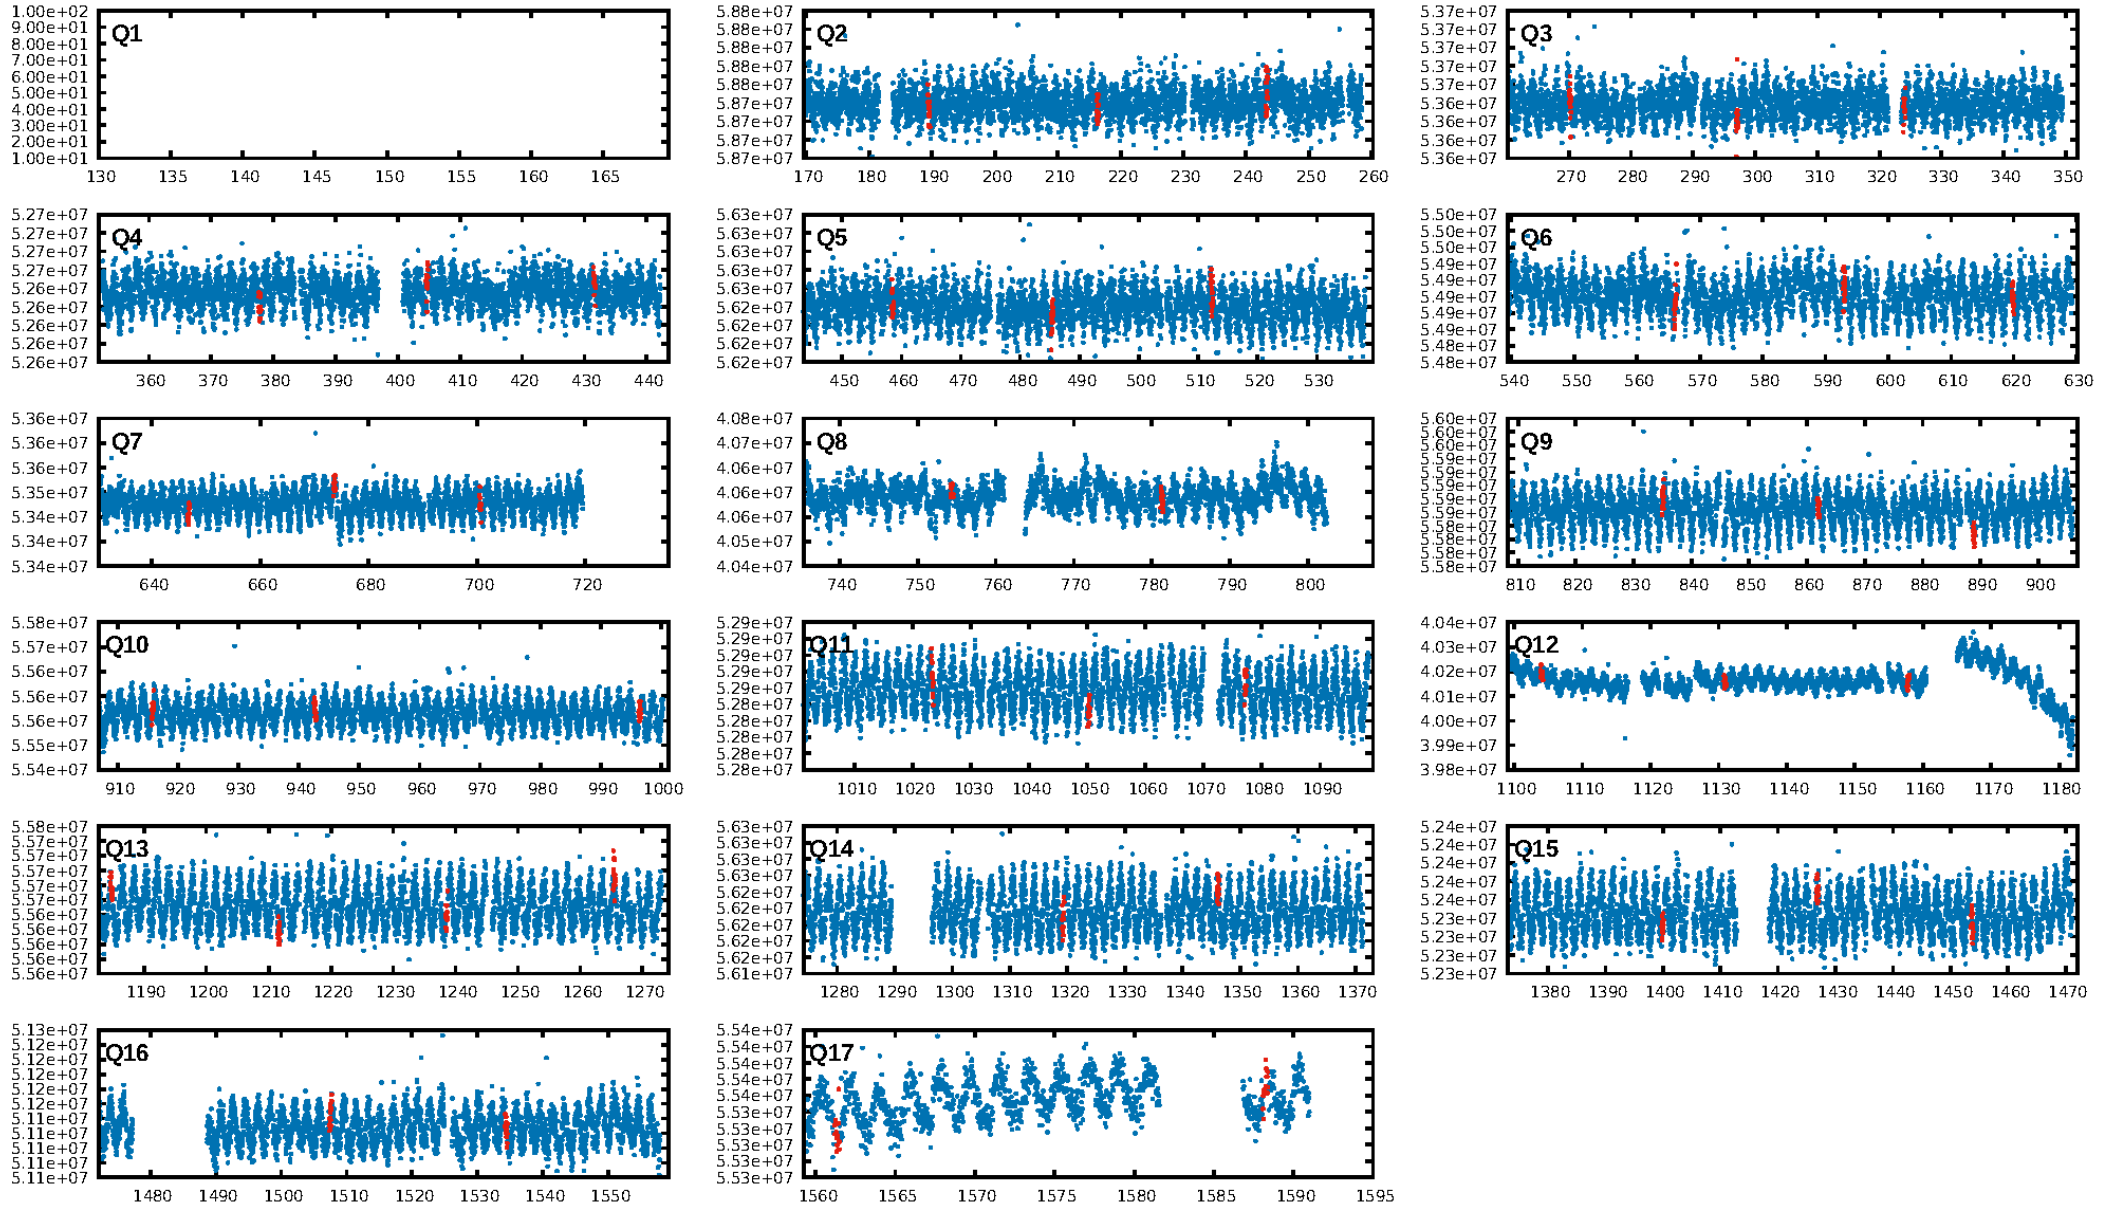 1.00e+02
9.00e+01
8.00e+01
7.00e+01
6.00e+01
5.00e+01
4.00e+01
3.00e+01
2.00e+01
1.00e+01
Q1
130 135 140 145 150 155 160 165
5.88e+07
5.88e+07
5.88e+07
5.88e+07
5.88e+07
5.87e+07
5.87e+07
5.87e+07
5.87e+07
Q2
170 180 190 200 210 220 230 240 250 260
5.37e+07
5.37e+07
5.37e+07
5.37e+07
5.37e+07
5.36e+07
5.36e+07
5.36e+07
5.36e+07
Q3
270 280 290 300 310 320 330 340 350
5.27e+07
5.27e+07
5.27e+07
5.27e+07
5.26e+07
5.26e+07
5.26e+07
5.26e+07
5.26e+07
Q4
360 370 380 390 400 410 420 430 440
5.63e+07
5.63e+07
5.63e+07
5.63e+07
5.62e+07
5.62e+07
5.62e+07
5.62e+07
5.62e+07
Q5
450 460 470 480 490 500 510 520 530
5.50e+07
5.50e+07
5.50e+07
5.49e+07
5.49e+07
5.49e+07
5.49e+07
5.49e+07
5.48e+07
5.48e+07
Q6
540 550 560 570 580 590 600 610 620 630
5.36e+07
5.36e+07
5.36e+07
5.35e+07
5.34e+07
5.34e+07
5.34e+07
Q7
640 660 680 700 720
4.08e+07
4.07e+07
4.06e+07
4.06e+07
4.06e+07
4.05e+07
4.04e+07
Q8
740 750 760 770 780 790 800
5.60e+07
5.60e+07
5.60e+07
5.59e+07
5.59e+07
5.59e+07
5.59e+07
5.59e+07
5.58e+07
5.58e+07
5.58e+07
5.58e+07
Q9
810 820 830 840 850 860 870 880 890 900
5.58e+07
5.57e+07
5.56e+07
5.56e+07
5.56e+07
5.55e+07
5.54e+07
Q10
910 920 930 940 950 960 970 980 990 1000
5.29e+07
5.29e+07
5.29e+07
5.29e+07
5.29e+07
5.28e+07
5.28e+07
5.28e+07
5.28e+07
5.28e+07
Q11
1010 1020 1030 1040 1050 1060 1070 1080 1090
4.04e+07
4.03e+07
4.02e+07
4.01e+07
4.00e+07
3.99e+07
3.98e+07
Q12
1100 1110 1120 1130 1140 1150 1160 1170 1180
5.58e+07
5.57e+07
5.57e+07
5.57e+07
5.57e+07
5.57e+07
5.56e+07
5.56e+07
5.56e+07
5.56e+07
5.56e+07
Q13
1190 1200 1210 1220 1230 1240 1250 1260 1270
5.63e+07
5.63e+07
5.63e+07
5.62e+07
5.62e+07
5.62e+07
5.62e+07
5.62e+07
5.62e+07
5.61e+07
Q14
1280 1290 1300 1310 1320 1330 1340 1350 1360 1370
5.24e+07
5.24e+07
5.24e+07
5.24e+07
5.24e+07
5.23e+07
5.23e+07
5.23e+07
5.23e+07
Q15
1380 1390 1400 1410 1420 1430 1440 1450 1460 1470
5.13e+07
5.12e+07
5.12e+07
5.12e+07
5.12e+07
5.12e+07
5.11e+07
5.11e+07
5.11e+07
5.11e+07
5.11e+07
Q16
1480 1490 1500 1510 1520 1530 1540 1550
5.54e+07
5.54e+07
5.54e+07
5.54e+07
5.54e+07
5.53e+07
5.53e+07
5.53e+07
5.53e+07
5.53e+07
Q17
1560 1565 1570 1575 1580 1585 1590 1595